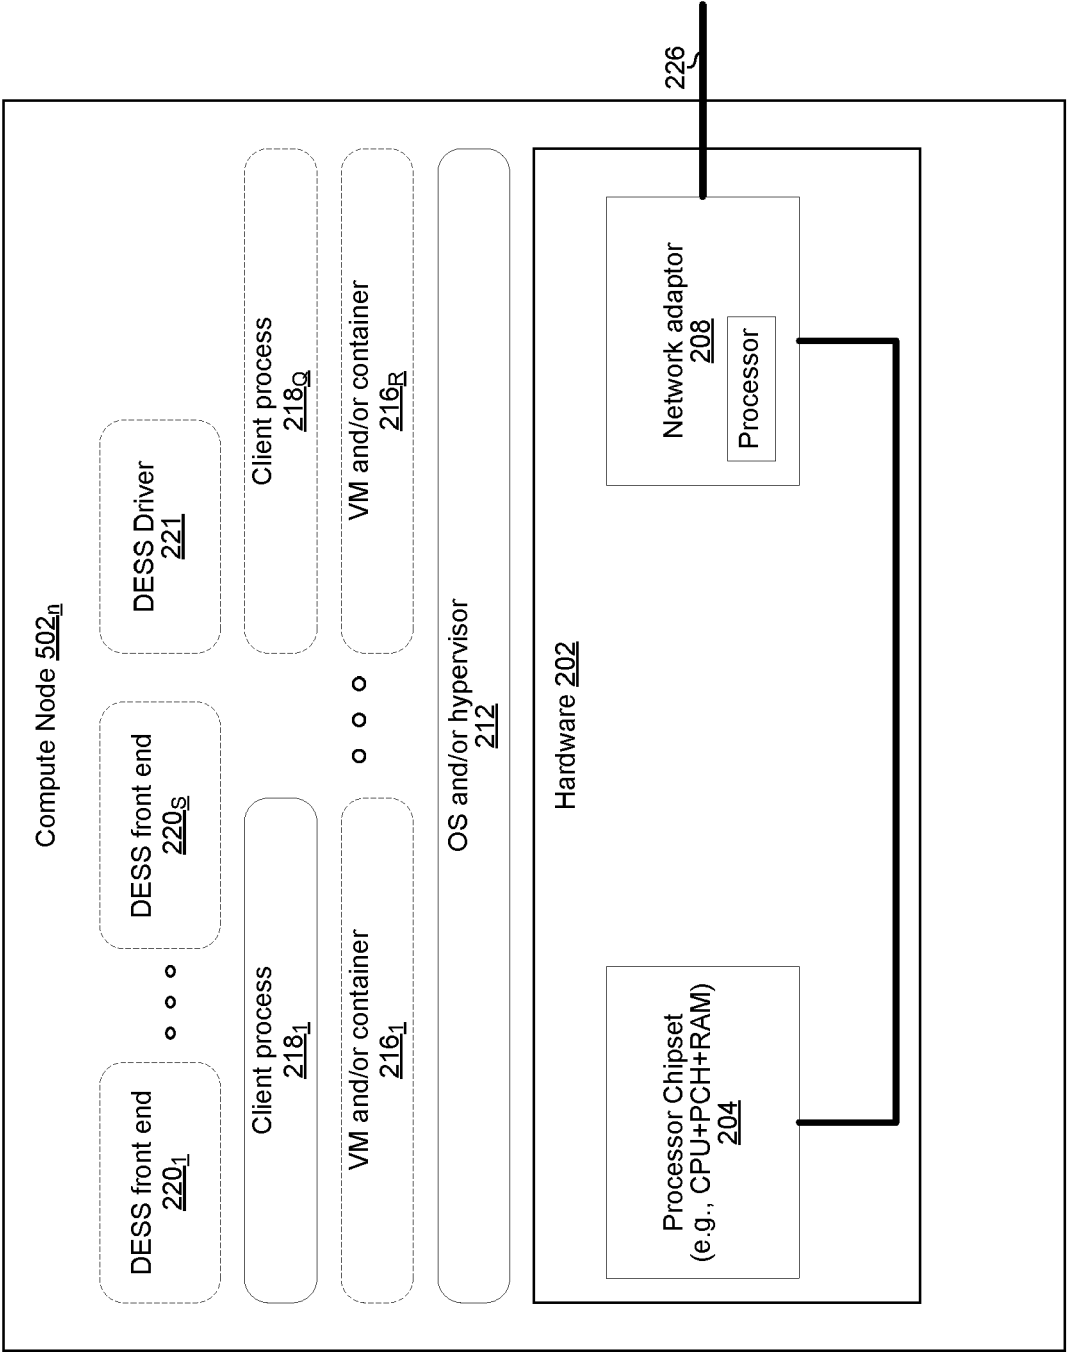 Compute Node 502n
DESS front end
2201
DESS front end
220S
DESS Driver
221
Client process
2181
Client process
218Q
VM and/or container
2161
VM and/or container
216R
OS and/or hypervisor
212
Hardware 202
Processor Chipset
(e.g., CPU+PCH+RAM)
204
Network adaptor
208
Processor
226